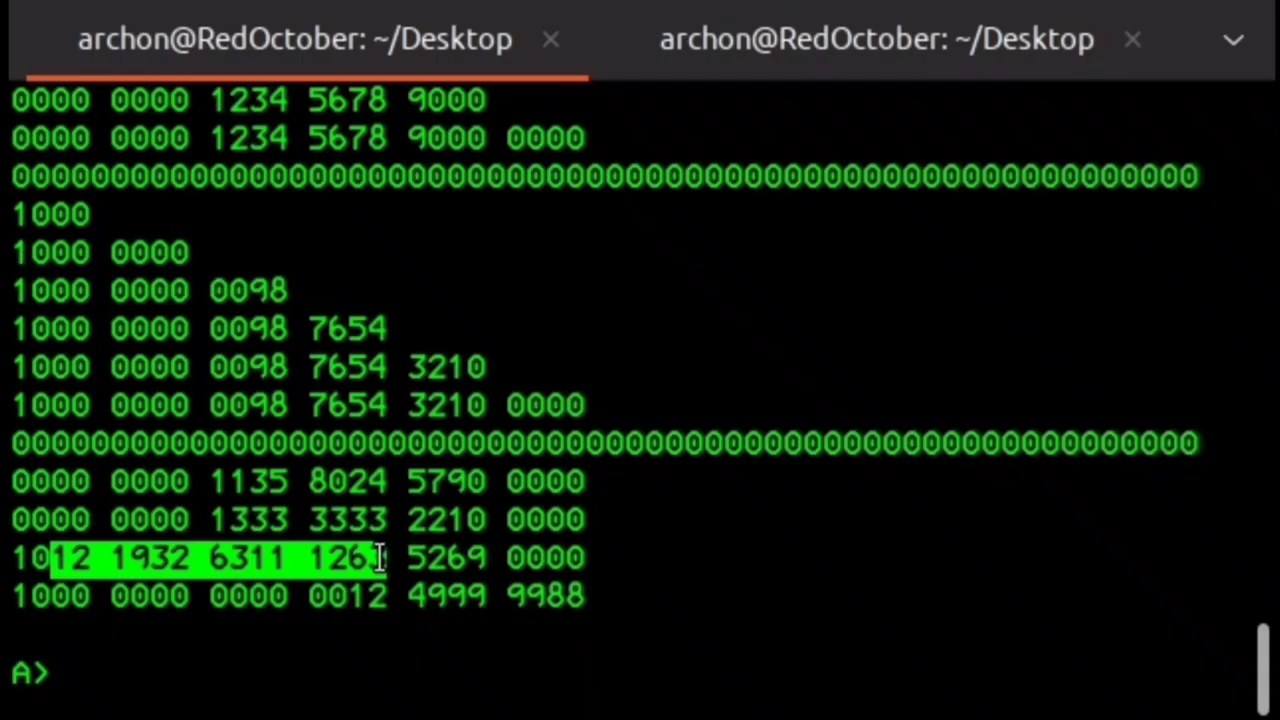 archon@RedOctober: ~/Desktop × archon@RedOctober: ~/Desktop ×
0000 0000 1234 5678 9000
0000 0000 1234 5678 9000 0000
000000000000000000000000000000000000000000000000000000000000
1000
1000 0000
1000 0000 0098
1000 0000 0098 7654
1000 0000 0098 7654 3210
1000 0000 0098 7654 3210 0000
000000000000000000000000000000000000000000000000000000000000
0000 0000 1135 8024 5790 0000
0000 0000 1333 3333 2210 0000
1012 1932 6311 1263 5269 0000
1000 0000 0000 0012 4999 9988
A>